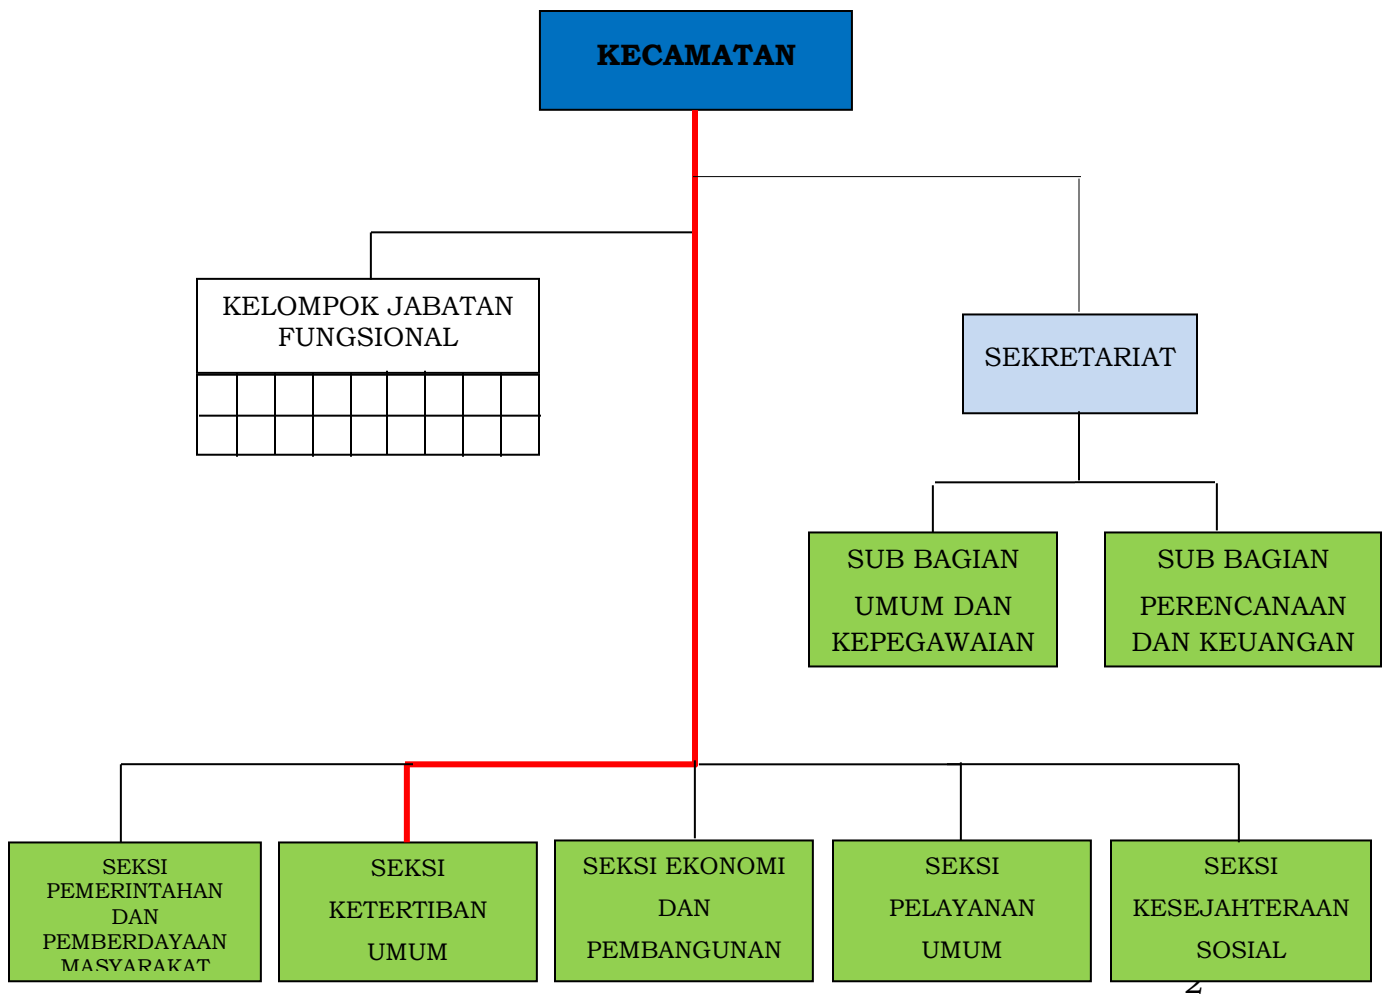 KECAMATAN
KELOMPOK JABATAN
FUNGSIONAL
SEKRETARIAT
SUB BAGIAN
UMUM DAN
KEPEGAWAIAN
SUB BAGIAN
PERENCANAAN
DAN KEUANGAN
SEKSI
PEMERINTAHAN
DAN
PEMBERDAYAAN
MASYARAKAT
SEKSI
KETERTIBAN
UMUM
SEKSI EKONOMI
DAN
PEMBANGUNAN
SEKSI
PELAYANAN
UMUM
SEKSI
KESEJAHTERAAN
SOSIAL
2